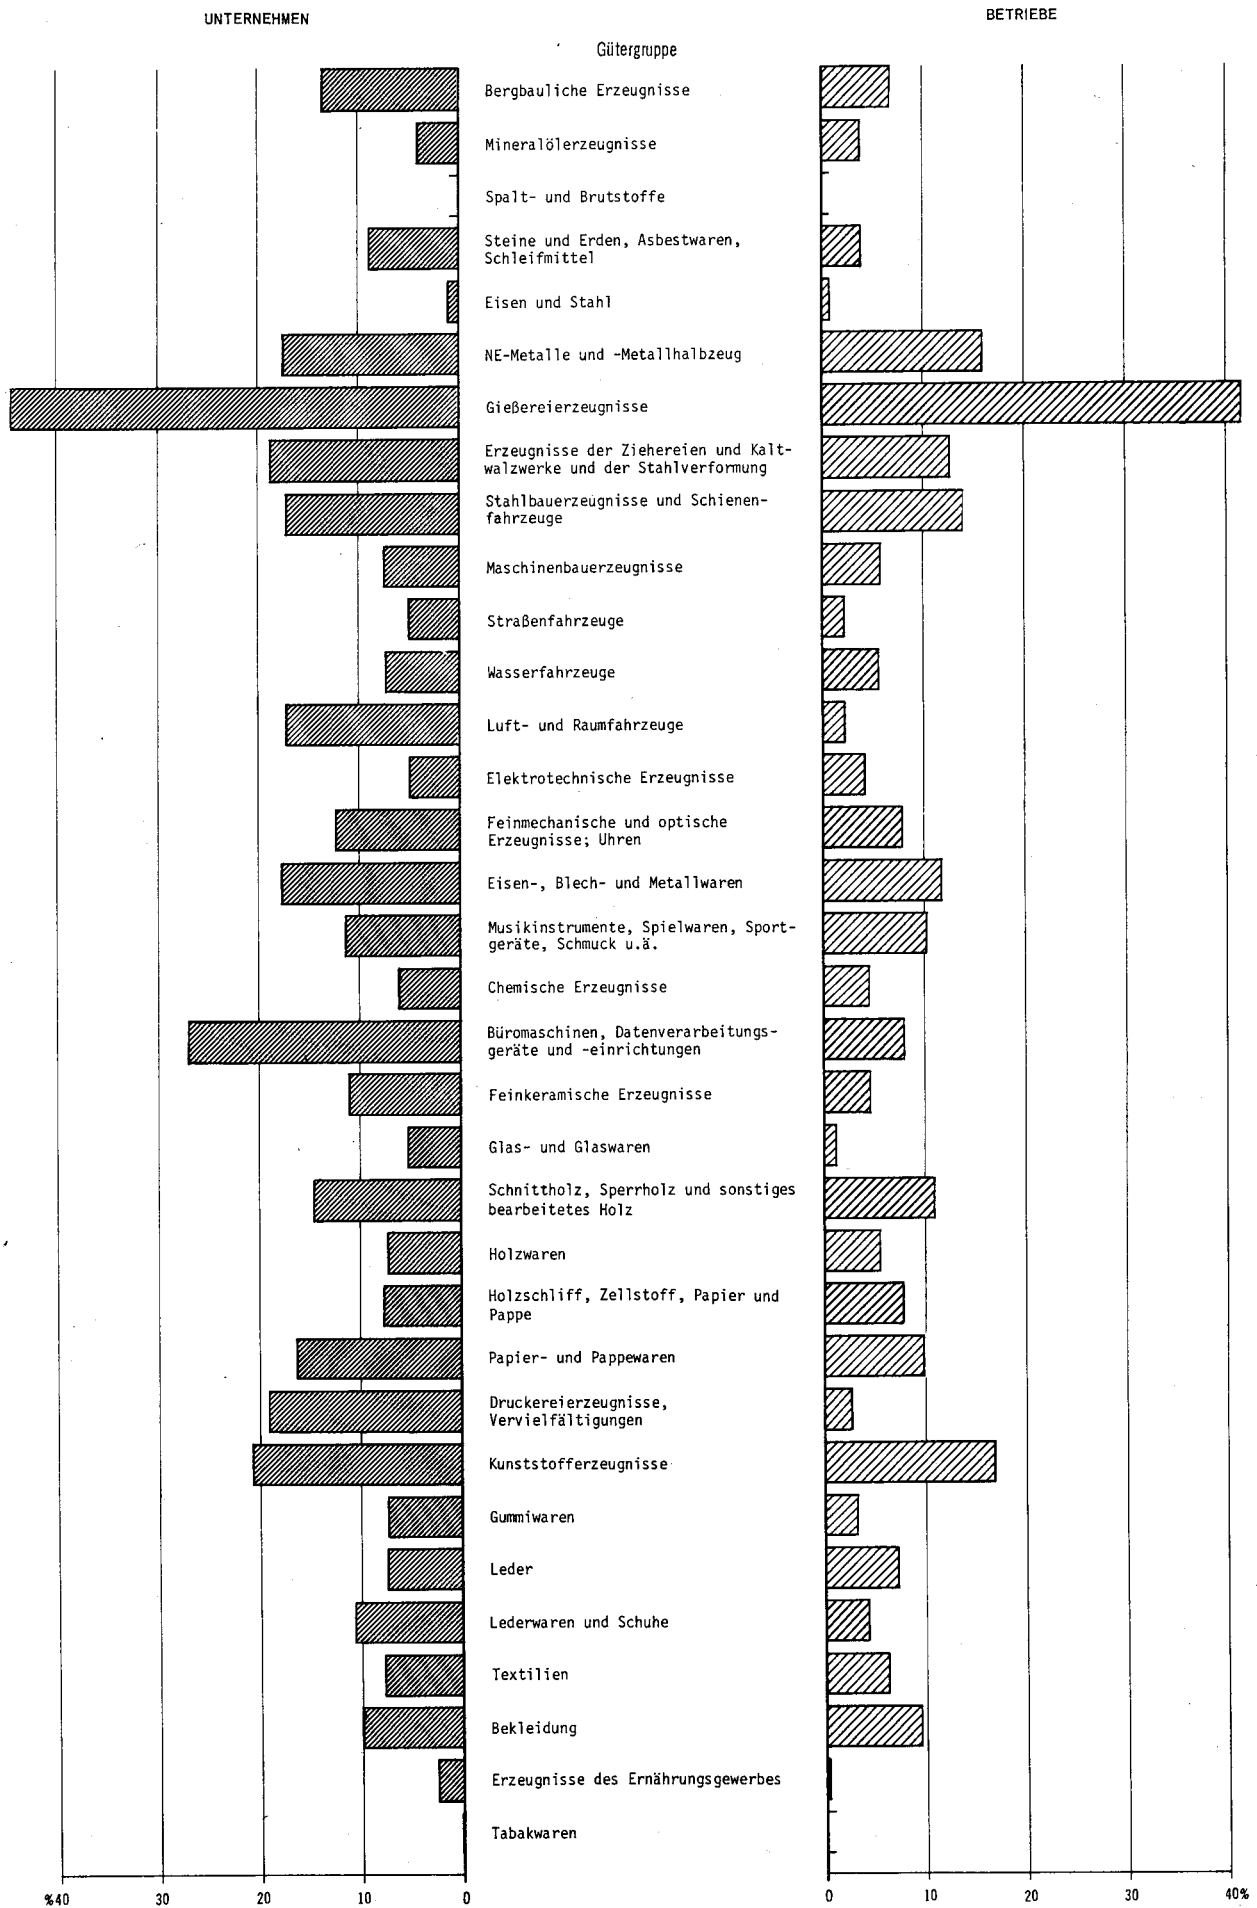 UNTERNEHMEN
BETRIEBE
Gütergruppe
Bergbauliche Erzeugnisse
Mineralölerzeugnisse
Spalt- und Brutstoffe
Steine und Erden, Asbestwaren,
Schleifmittel
Eisen und Stahl
NE-Metalle und -Metallhalbzeug
Gießereierzeugnisse
Erzeugnisse der Ziehereien und Kalt-
walzwerke und der Stahlverformung
Stahlbauerzeugnisse und Schienen-
fahrzeuge
Maschinenbauerzeugnisse
Straßenfahrzeuge
Wasserfahrzeuge
Luft- und Raumfahrzeuge
Elektrotechnische Erzeugnisse
Feinmechanische und optische
Erzeugnisse; Uhren
Eisen-, Blech- und Metallwaren
Musikinstrumente, Spielwaren, Sport-
geräte, Schmuck u.ä.
Chemische Erzeugnisse
Büromaschinen, Datenverarbeitungs-
geräte und -einrichtungen
Feinkeramische Erzeugnisse
Glas- und Glaswaren
Schnittholz, Sperrholz und sonstiges
bearbeitetes Holz
Holzwaren
Holzschliff, Zellstoff, Papier und
Pappe
Papier- und Pappewaren
Druckereierzeugnisse,
Vervielfältigungen
Kunststofferzeugnisse
Gummiwaren
Leder
Lederwaren und Schuhe
Textilien
Bekleidung
Erzeugnisse des Ernährungsgewerbes
Tabakwaren
%40 30 20 10 0
0 10 20 30 40%